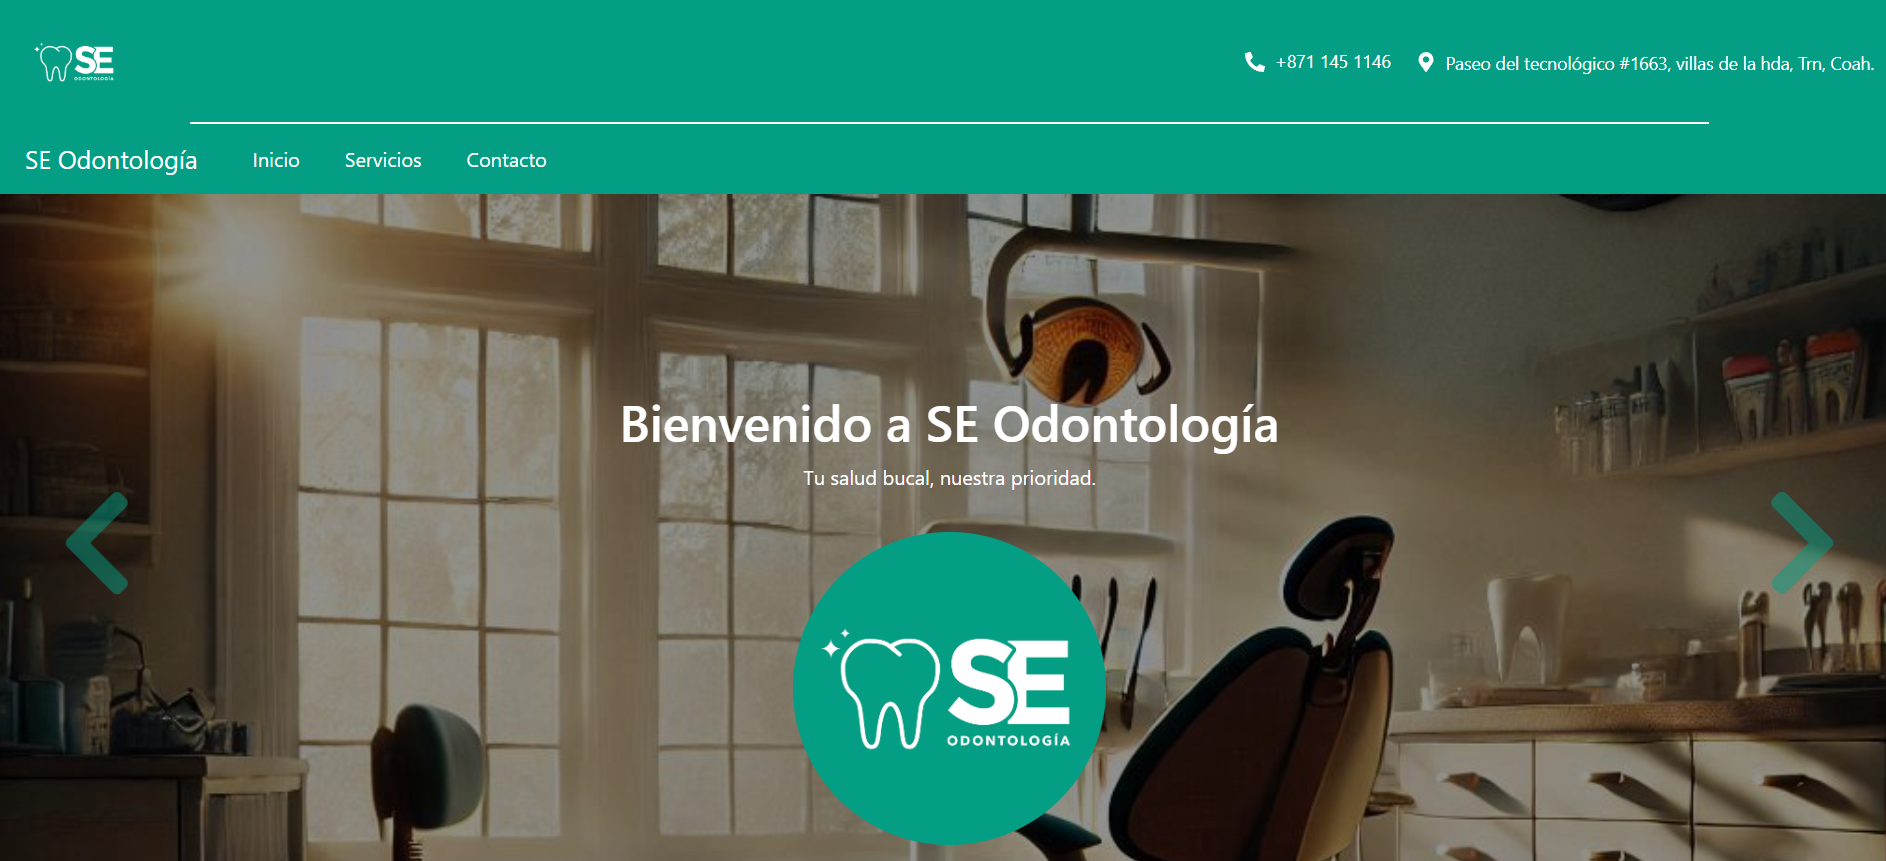 SE
ODONTOLOGÍA
+871 145 1146
Paseo del tecnológico #1663, villas de la hda, Trn, Coah.
SE Odontología
Inicio
Servicios
Contacto
Bienvenido a SE Odontología
Tu salud bucal, nuestra prioridad.
SE
ODONTOLOGÍA